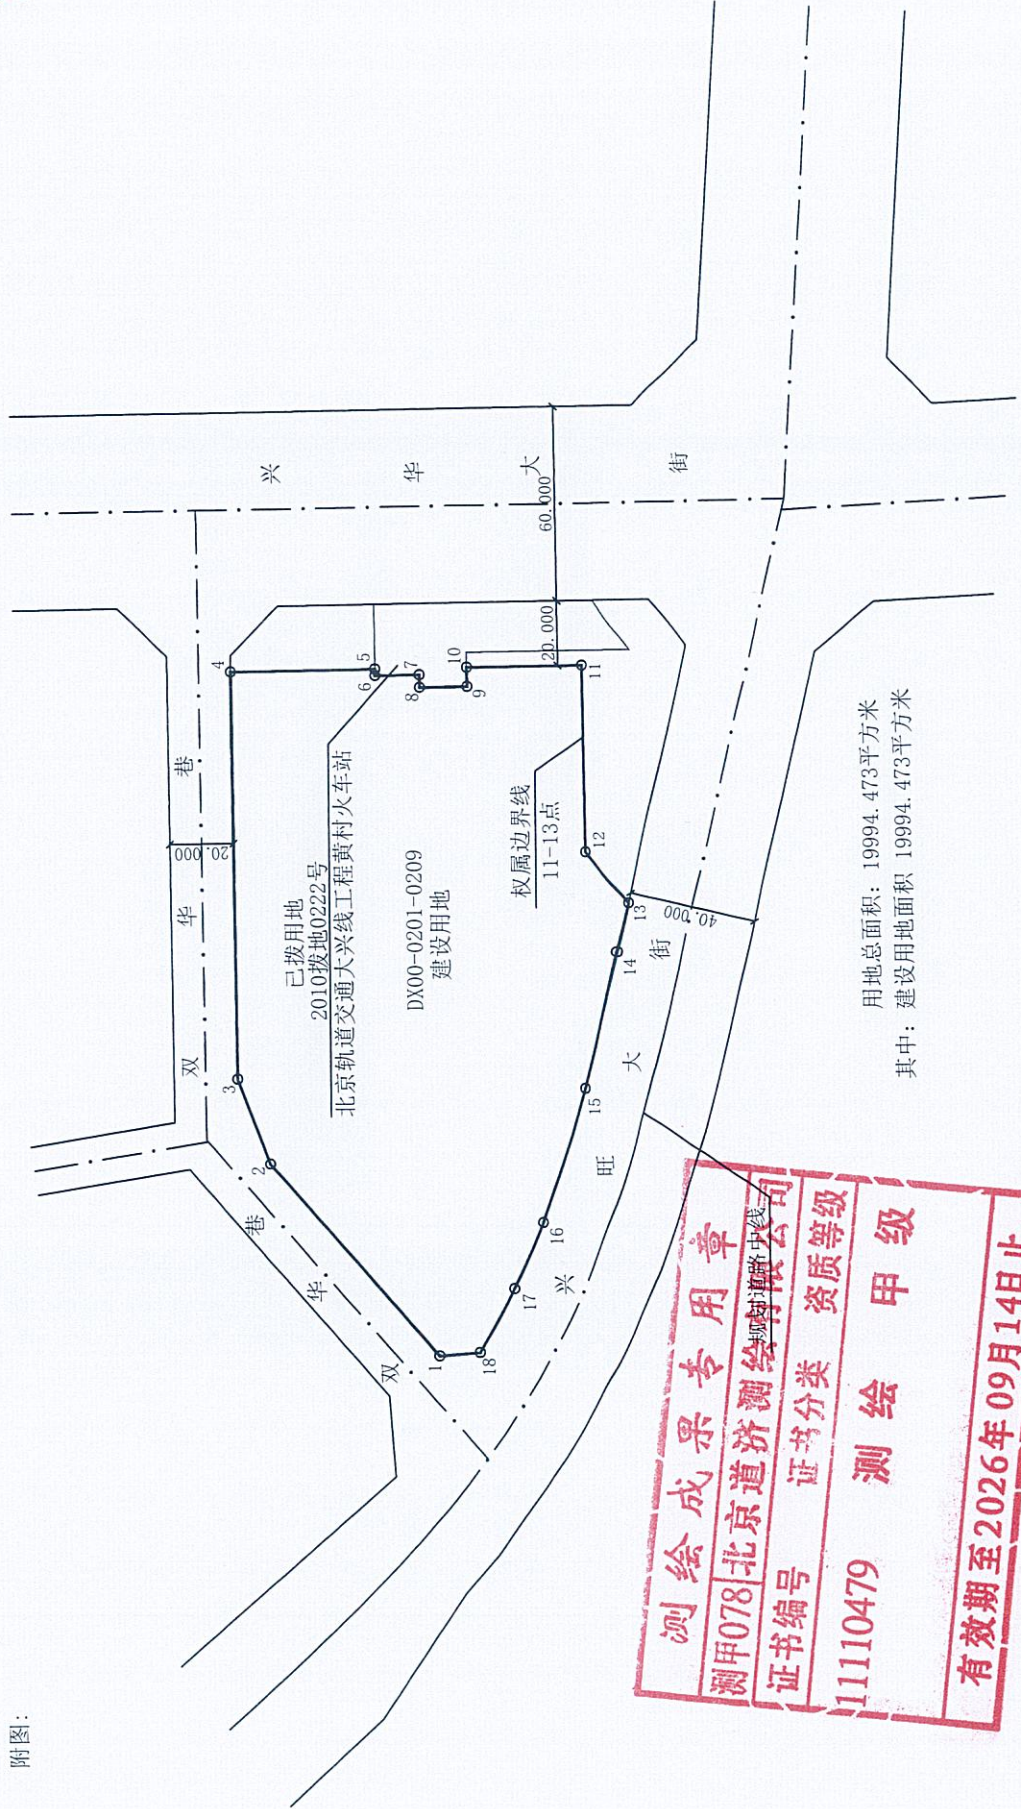 附图：
双 华 巷
20.000
双 华 巷
兴 华 大 街
60.000
20.000
已拨用地
2010拨地0222号
北京轨道交通大兴线工程黄村火车站
DX00-0201-0209
建设用地
权属边界线
11-13点
1
2
3
4
5
6
7
8
9
10
11
12
13
14
15
16
17
18
兴 旺 大 街
40.000
规划道路中线
用地总面积：19994.473平方米
其中：建设用地面积 19994.473平方米
测绘成果专用章
测甲078 北京道济测绘有限公司
证书编号 证书分类 资质等级
11110479 测绘 甲级
有效期至2026年09月14日止